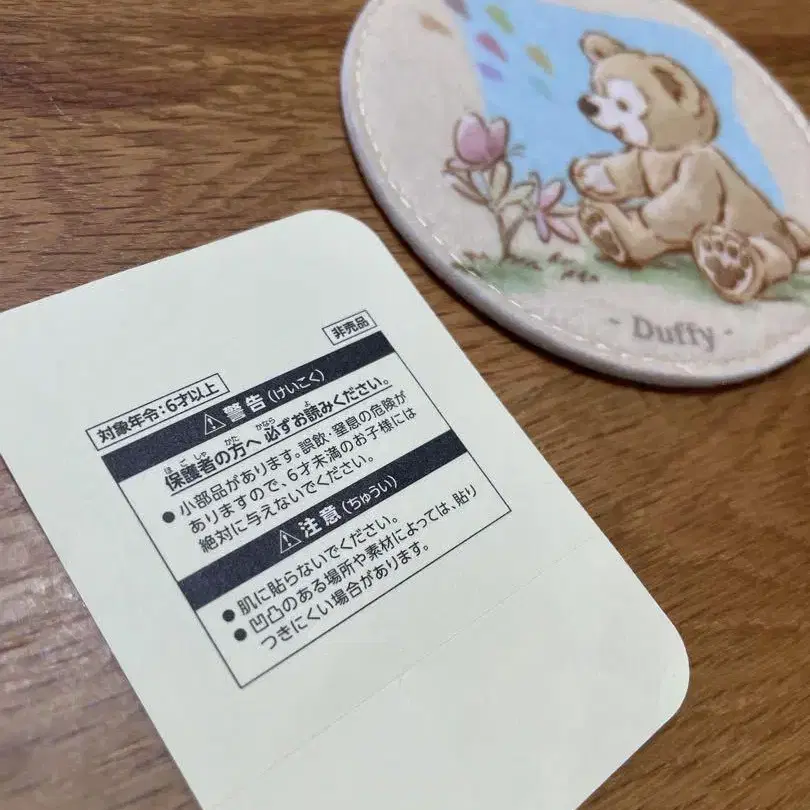 非売品
対象年令:6才以上
⚠警告(けいこく)
保護者の方へ必ずお読みください。
●小部品があります。誤飲・窒息の危険が
ありますので、6才未満のお子様には
絶対に与えないでください。
⚠注意(ちゅうい)
●肌に貼らないでください。
●凹凸のある場所や素材によっては、貼り
つきにくい場合があります。
- Duffy -